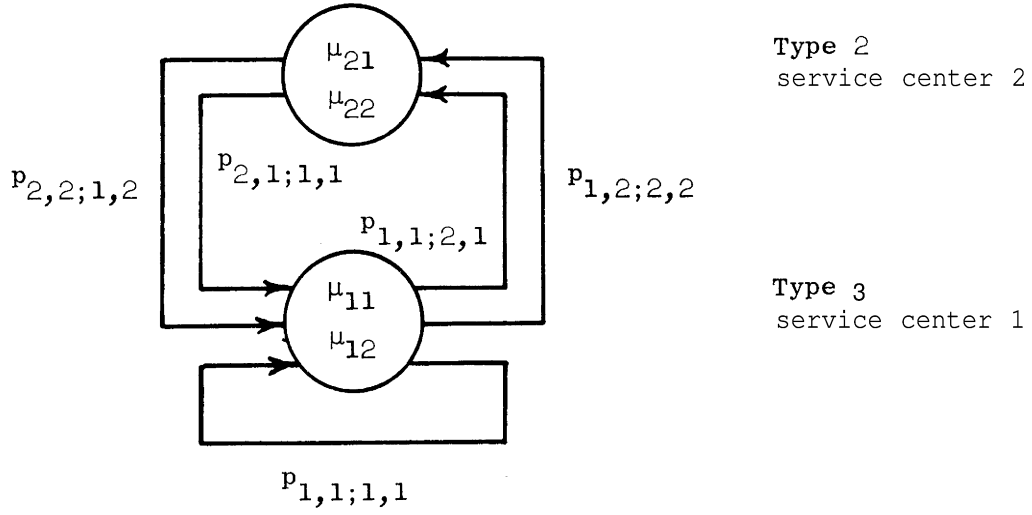 μ21
μ22
Type 2
service center 2
p2,2;1,2
p2,1;1,1
p1,2;2,2
p1,1;2,1
μ11
μ12
Type 3
service center 1
p1,1;1,1